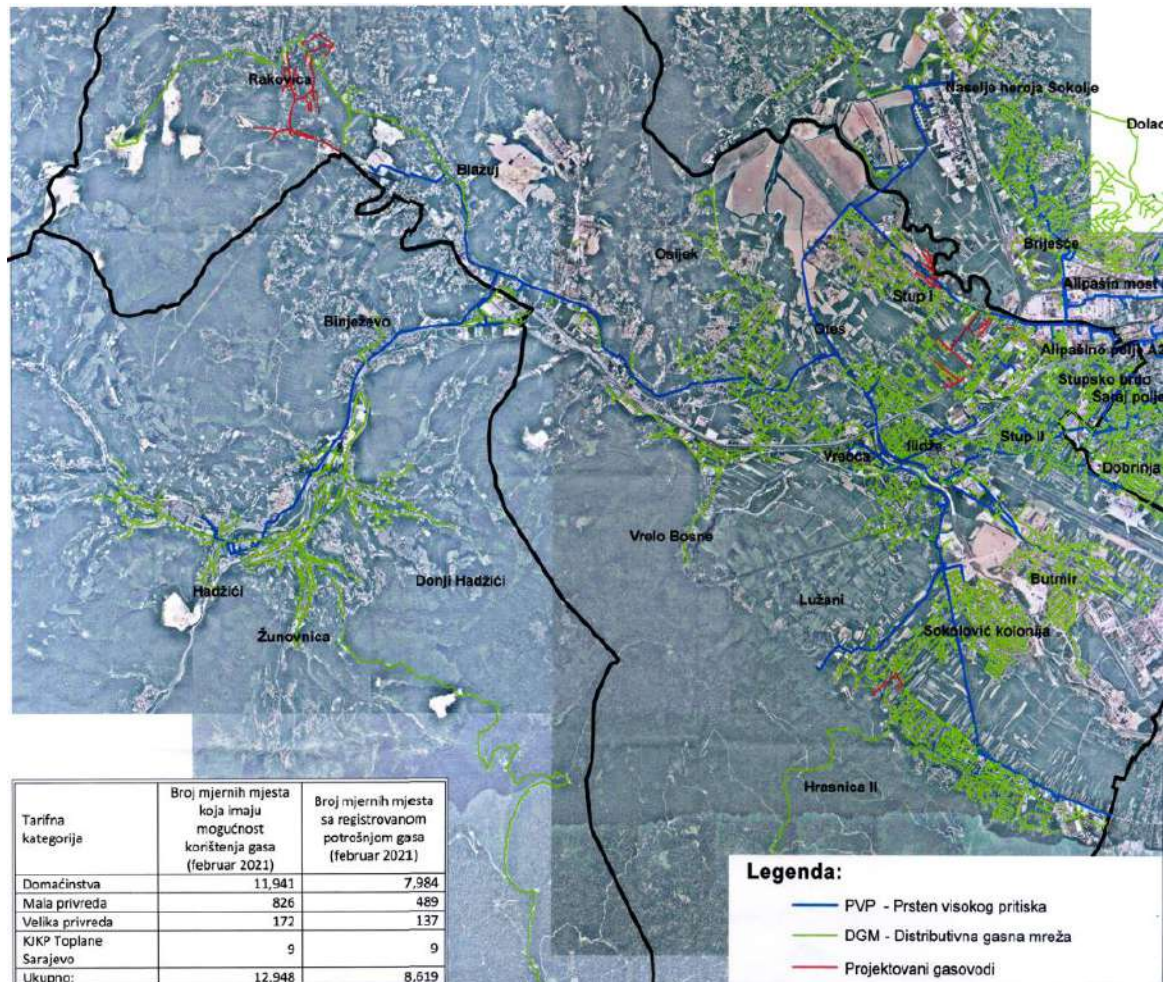 Rakovica
Naselje heroja Sokolje
Dolac
Blažuj
Osijek
Briješće
Alipašin most
Stup I
Binježevo
Otes
Alipašino polje A2
Stupsko brdo
Saraj polje
Stup II
Ilidža
Vreoca
Dobrinja
Vrelo Bosne
Butmir
Donji Hadžići
Hadžići
Lužani
Žunovnica
Sokolović kolonija
Hrasnica II
Tarifna
kategorija
Broj mjernih mjesta
koja imaju
mogućnost
korištenja gasa
(februar 2021)
Broj mjernih mjesta
sa registrovanom
potrošnjom gasa
(februar 2021)
Domaćinstva 11,941 7,984
Mala privreda 826 489
Velika privreda 172 137
KJKP Toplane
Sarajevo 9 9
Ukupno: 12,948 8,619
Legenda:
PVP - Prsten visokog pritiska
DGM - Distributivna gasna mreža
Projektovani gasovodi